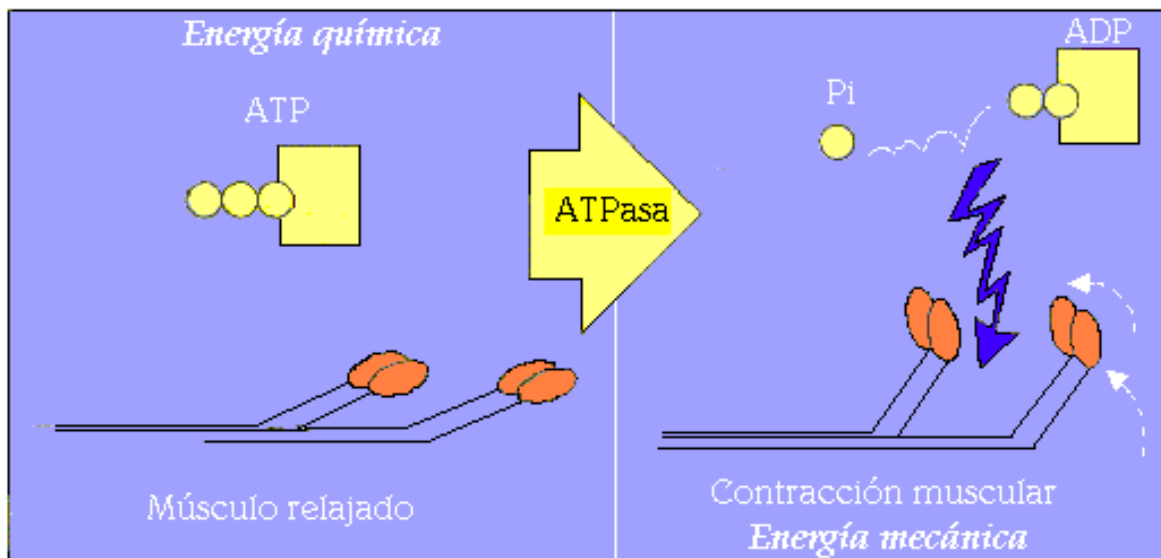 Energía química
ATP
Músculo relajado
ATPasa
ADP
Pi
Contracción muscular
Energía mecánica